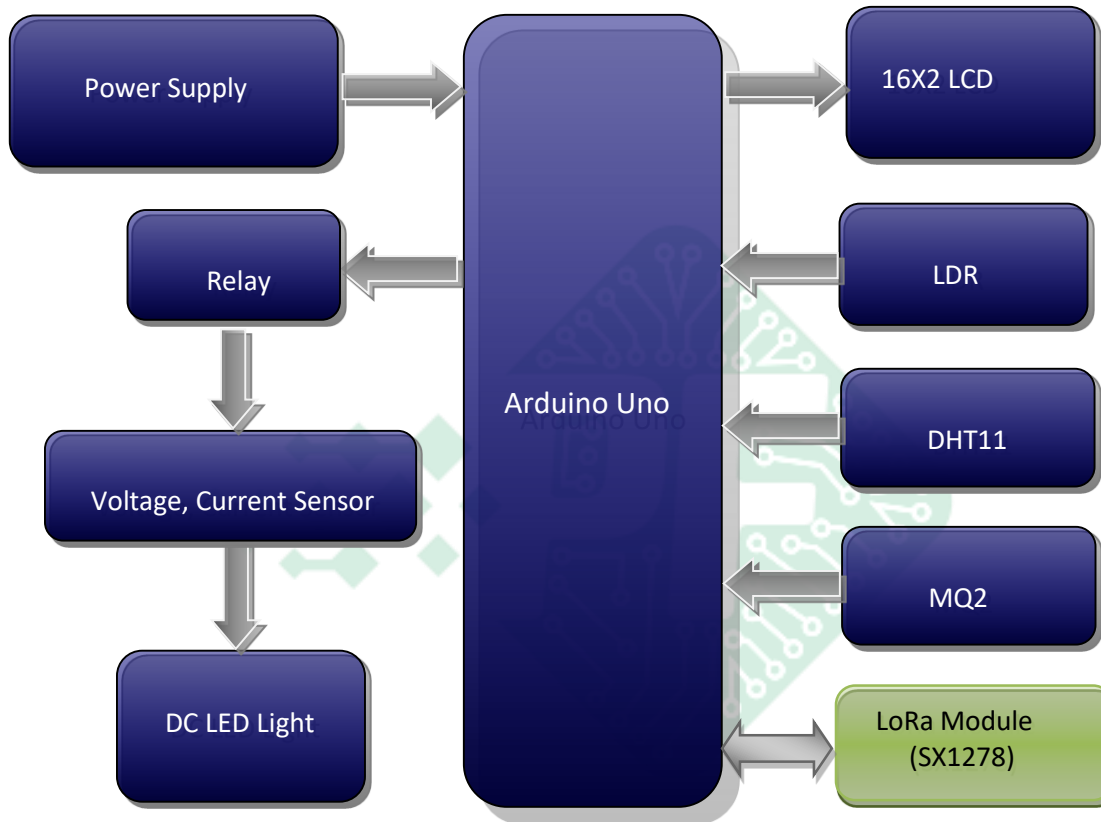 Power Supply
16X2 LCD
Relay
LDR
Arduino Uno
Arduino Uno
DHT11
Voltage, Current Sensor
MQ2
DC LED Light
LoRa Module
(SX1278)